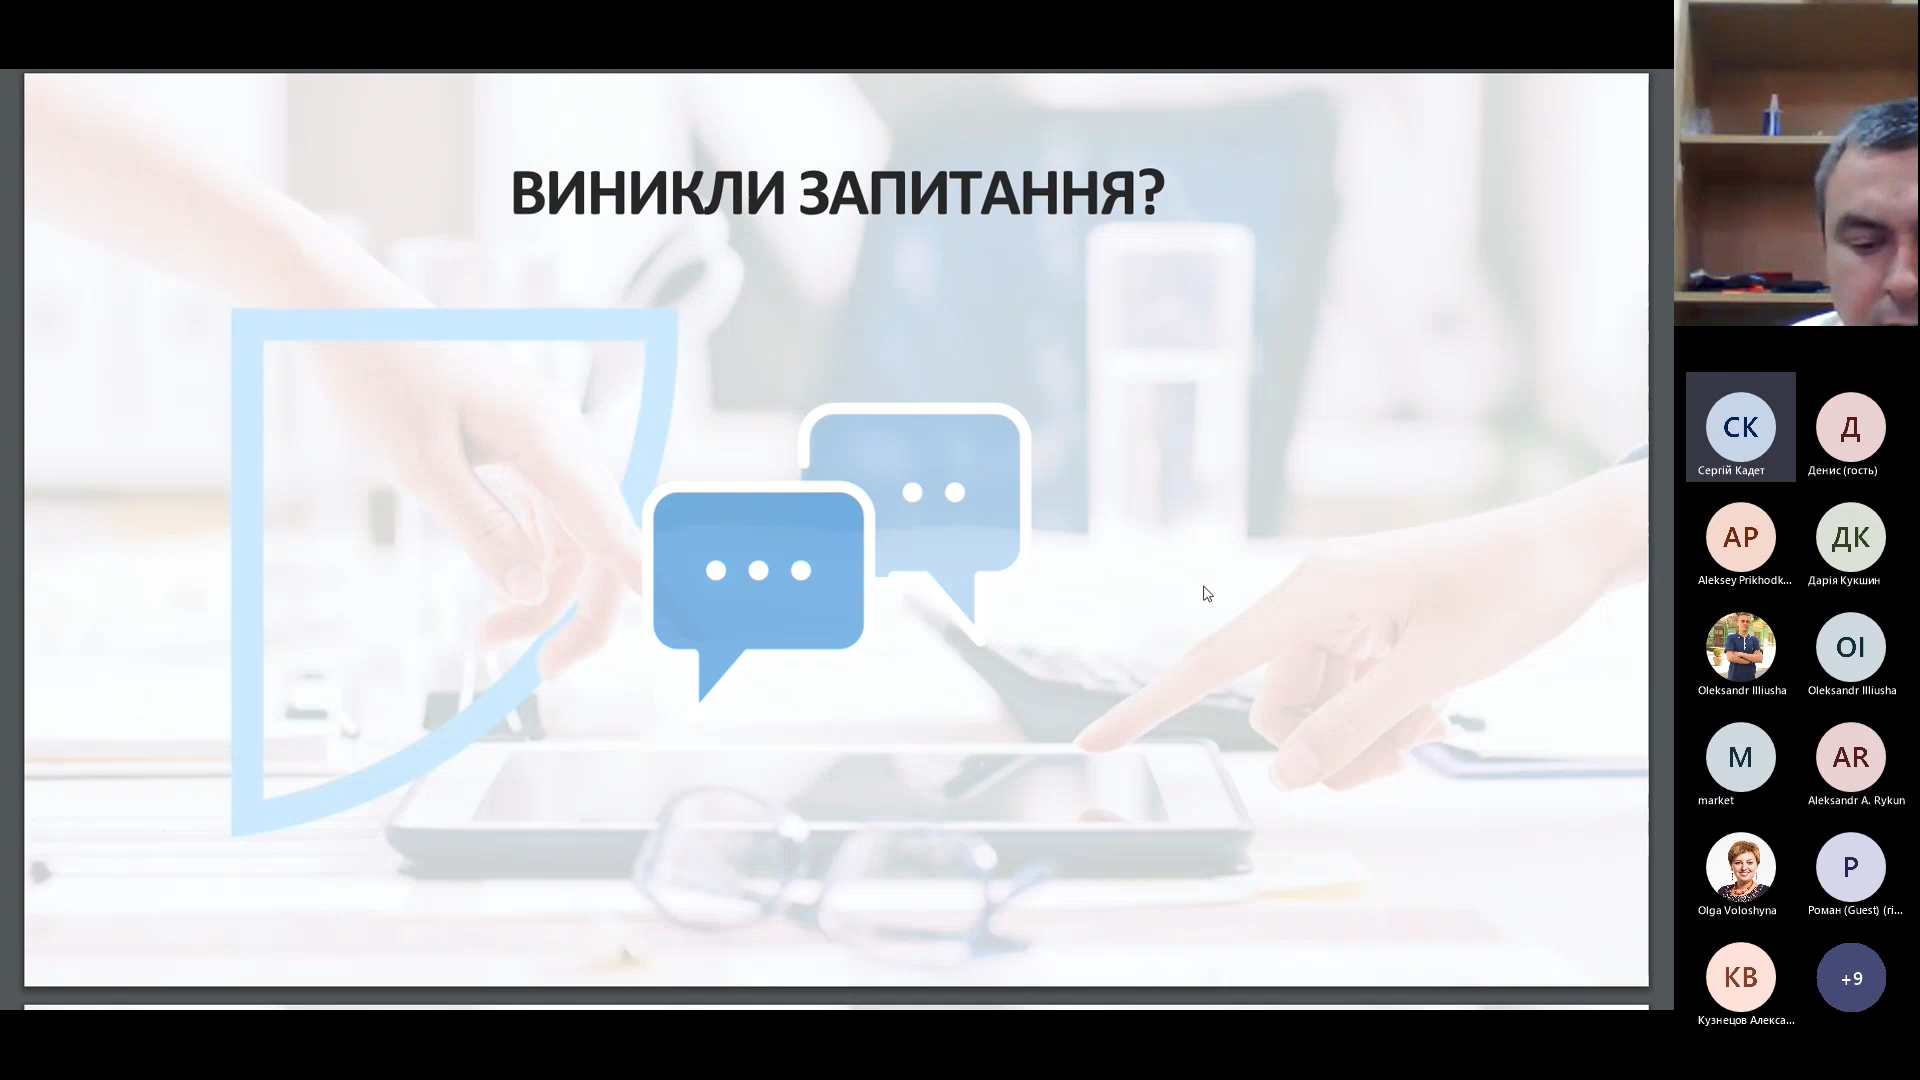 ВИНИКЛИ ЗАПИТАННЯ?
СК
Сергій Кадет
Д
Денис (гость)
AP
Aleksey Prikhodk...
ДК
Дарія Кукшин
Oleksandr Illiusha
OI
Oleksandr Illiusha
M
market
AR
Aleksandr A. Rykun
Olga Voloshyna
Р
Роман (Guest) (ri...
КВ
Кузнецов Алекса...
+9